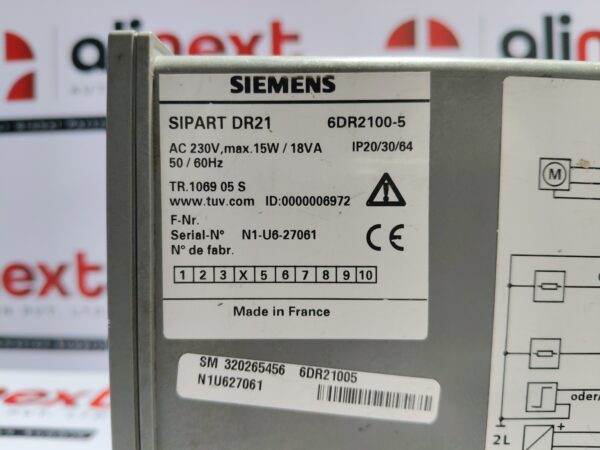 alinext
SIEMENS
SIPART DR21 6DR2100-5
AC 230V, max. 15W / 18VA IP20/30/64
50 / 60Hz
TR.1069 05 S
www.tuv.com ID:0000006972
F-Nr.
Serial-N° N1-U6-27061
N° de fabr.
CE
1 2 3 X 5 6 7 8 9 10
Made in France
SM 320265456 6DR21005
N1U627061
M
oder/
+
2L